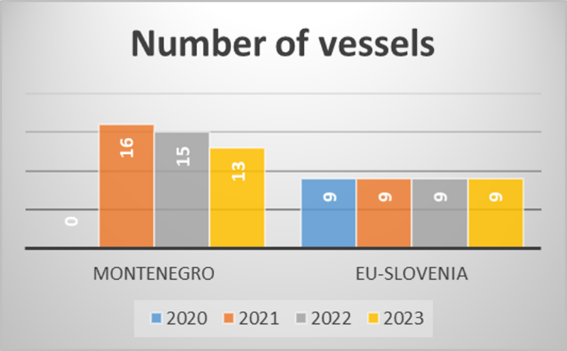 Number of vessels
0 16 15 13 9 9 9 9
MONTENEGRO EU-SLOVENIA
2020 2021 2022 2023